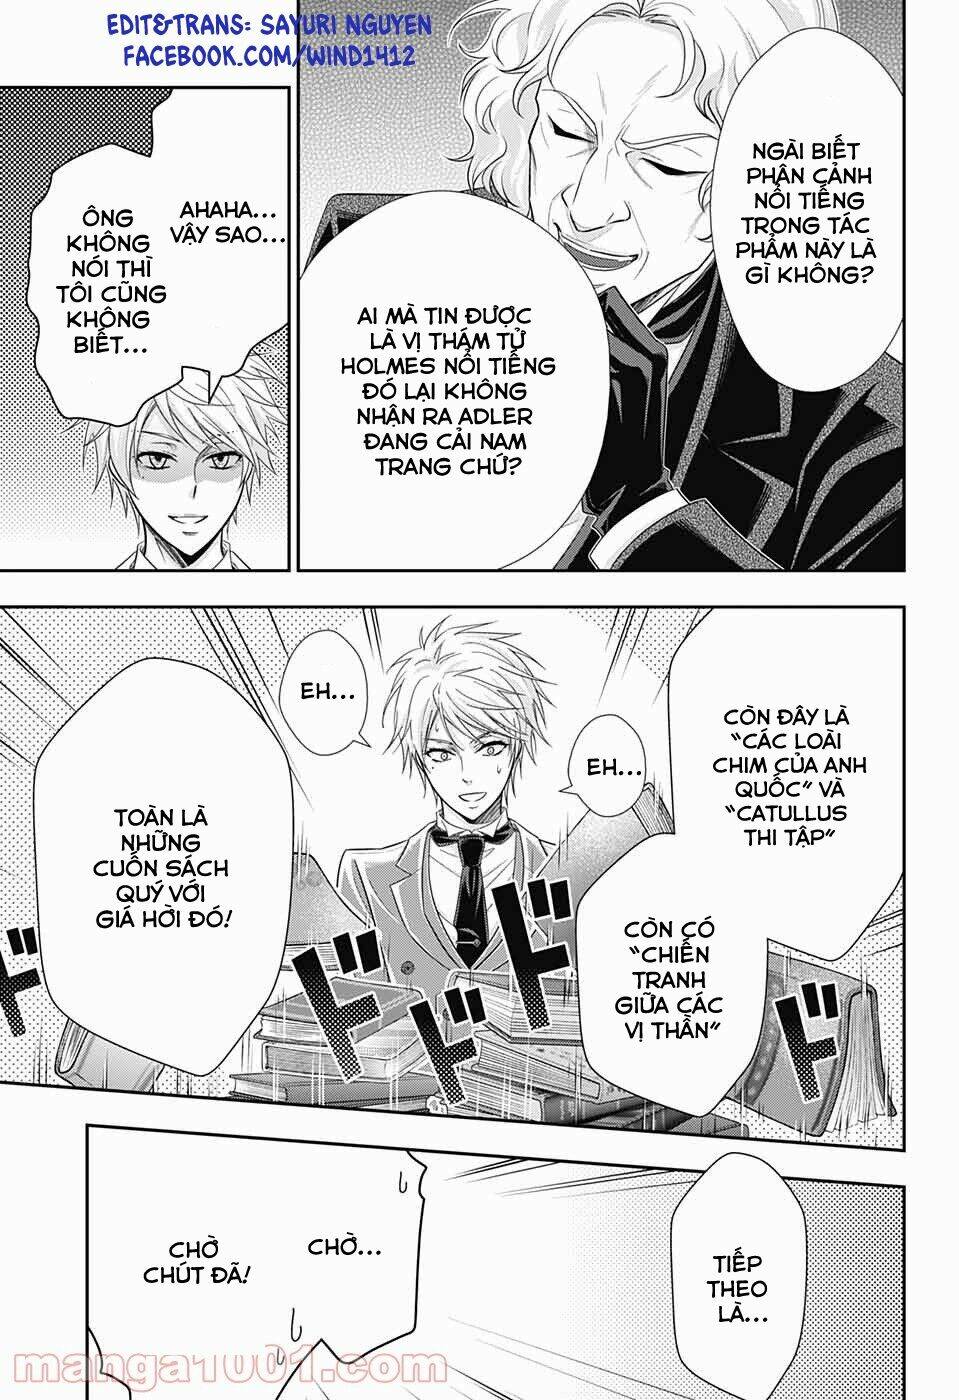 EDIT&TRANS: SAYURI NGUYEN
FACEBOOK.COM/WIND1412
NGÀI BIẾT
PHÂN CẢNH
NỔI TIẾNG
TRONG TÁC
PHẨM NÀY LÀ
GÌ KHÔNG?
AI MÀ TIN ĐƯỢC
LÀ VỊ THÁM TỬ
HOLMES NỔI TIẾNG
ĐÓ LẠI KHÔNG
NHẬN RA ADLER
ĐANG CẢI NAM
TRANG CHỨ?
AHAHA...
VẬY SAO...
ÔNG
KHÔNG
NÓI THÌ
TÔI CŨNG
KHÔNG
BIẾT...
CÒN ĐÂY LÀ
“CÁC LOÀI
CHIM CỦA ANH
QUỐC” VÀ
“CATULLUS
THI TẬP”
EH...
CÒN CÓ
“CHIẾN
TRANH
GIỮA CÁC
VỊ THẦN”
EH...
TOÀN LÀ
NHỮNG
CUỐN SÁCH
QUÝ VỚI
GIÁ HỜI ĐÓ!
ドドドドド
TIẾP
THEO
LÀ...
CHỜ...
CHỜ
CHÚT ĐÃ!
manga1001.com